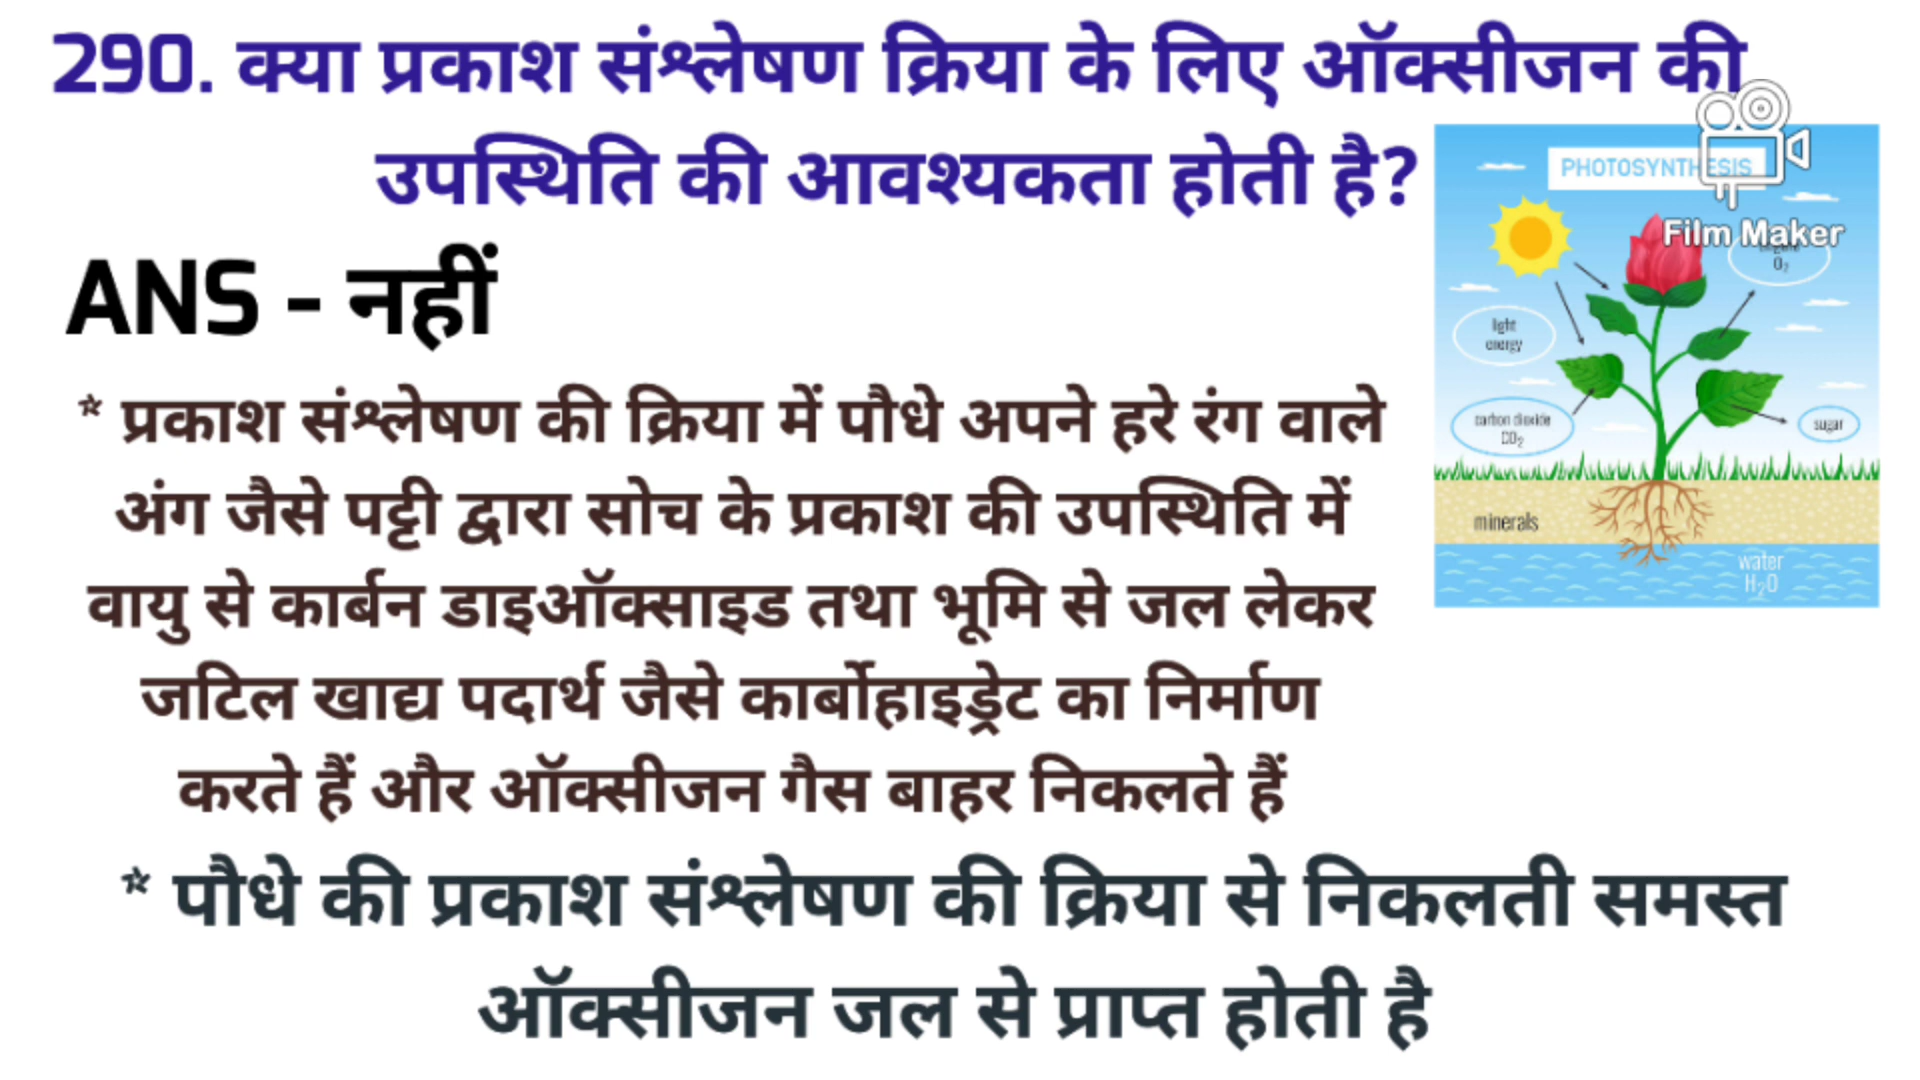 290. क्या प्रकाश संश्लेषण क्रिया के लिए ऑक्सीजन की
उपस्थिति की आवश्यकता होती है?
ANS - नहीं
* प्रकाश संश्लेषण की क्रिया में पौधे अपने हरे रंग वाले
अंग जैसे पट्टी द्वारा सोच के प्रकाश की उपस्थिति में
वायु से कार्बन डाइऑक्साइड तथा भूमि से जल लेकर
जटिल खाद्य पदार्थ जैसे कार्बोहाइड्रेट का निर्माण
करते हैं और ऑक्सीजन गैस बाहर निकलते हैं
* पौधे की प्रकाश संश्लेषण की क्रिया से निकलती समस्त
ऑक्सीजन जल से प्राप्त होती है
PHOTOSYNTHESIS
Film Maker
O₂
light
energy
carbon dioxide
CO₂
sugar
minerals
water
H₂O